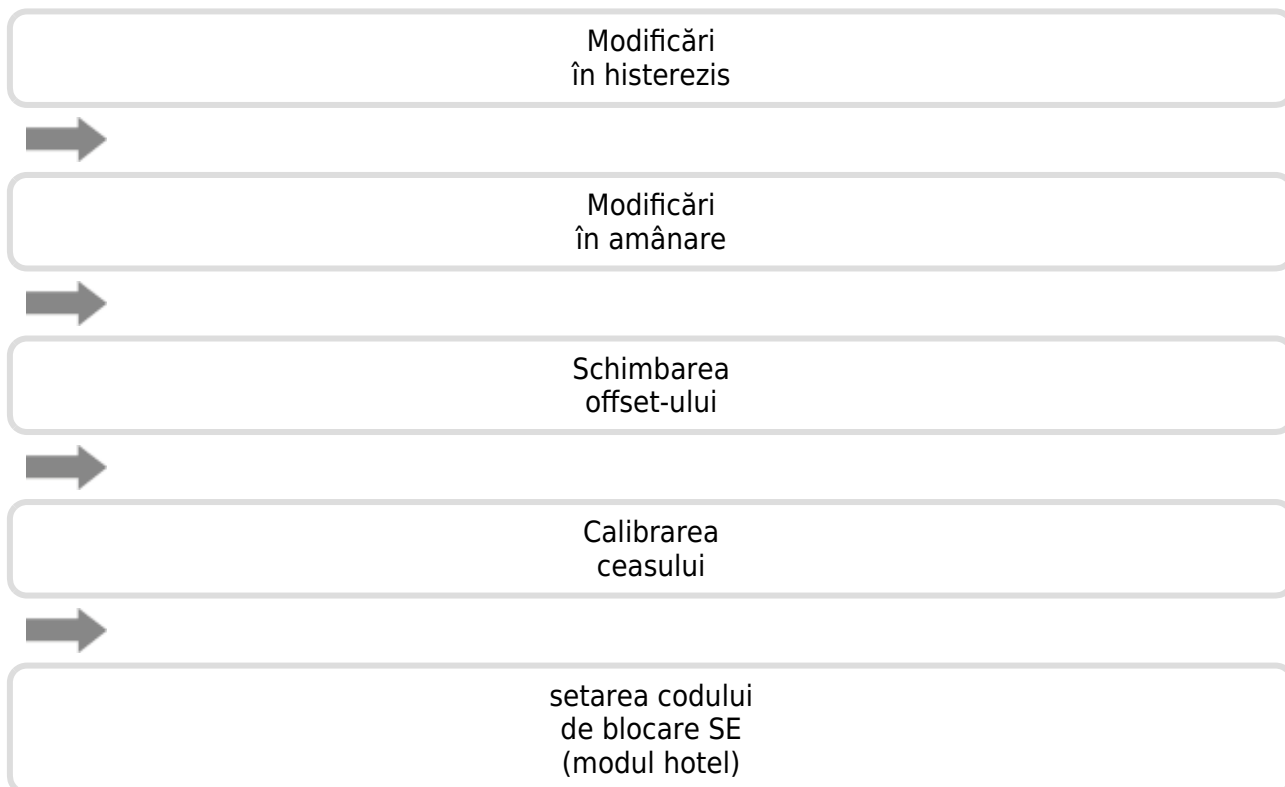 Modificări
în histerezis
Modificări
în amânare
Schimbarea
offset-ului
Calibrarea
ceasului
setarea codului
de blocare SE
(modul hotel)